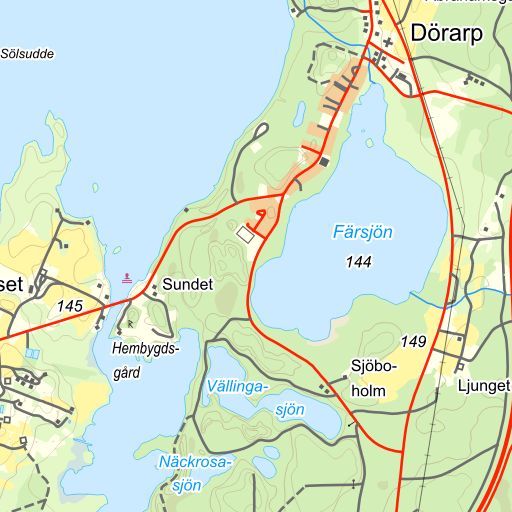 Dörarp
Sölsudde
Färsjön
144
Sundet
set
145
Hembygds-
gård
149
Sjöbo-
holm
Ljunget
Vällinga-
sjön
Näckrosa-
sjön